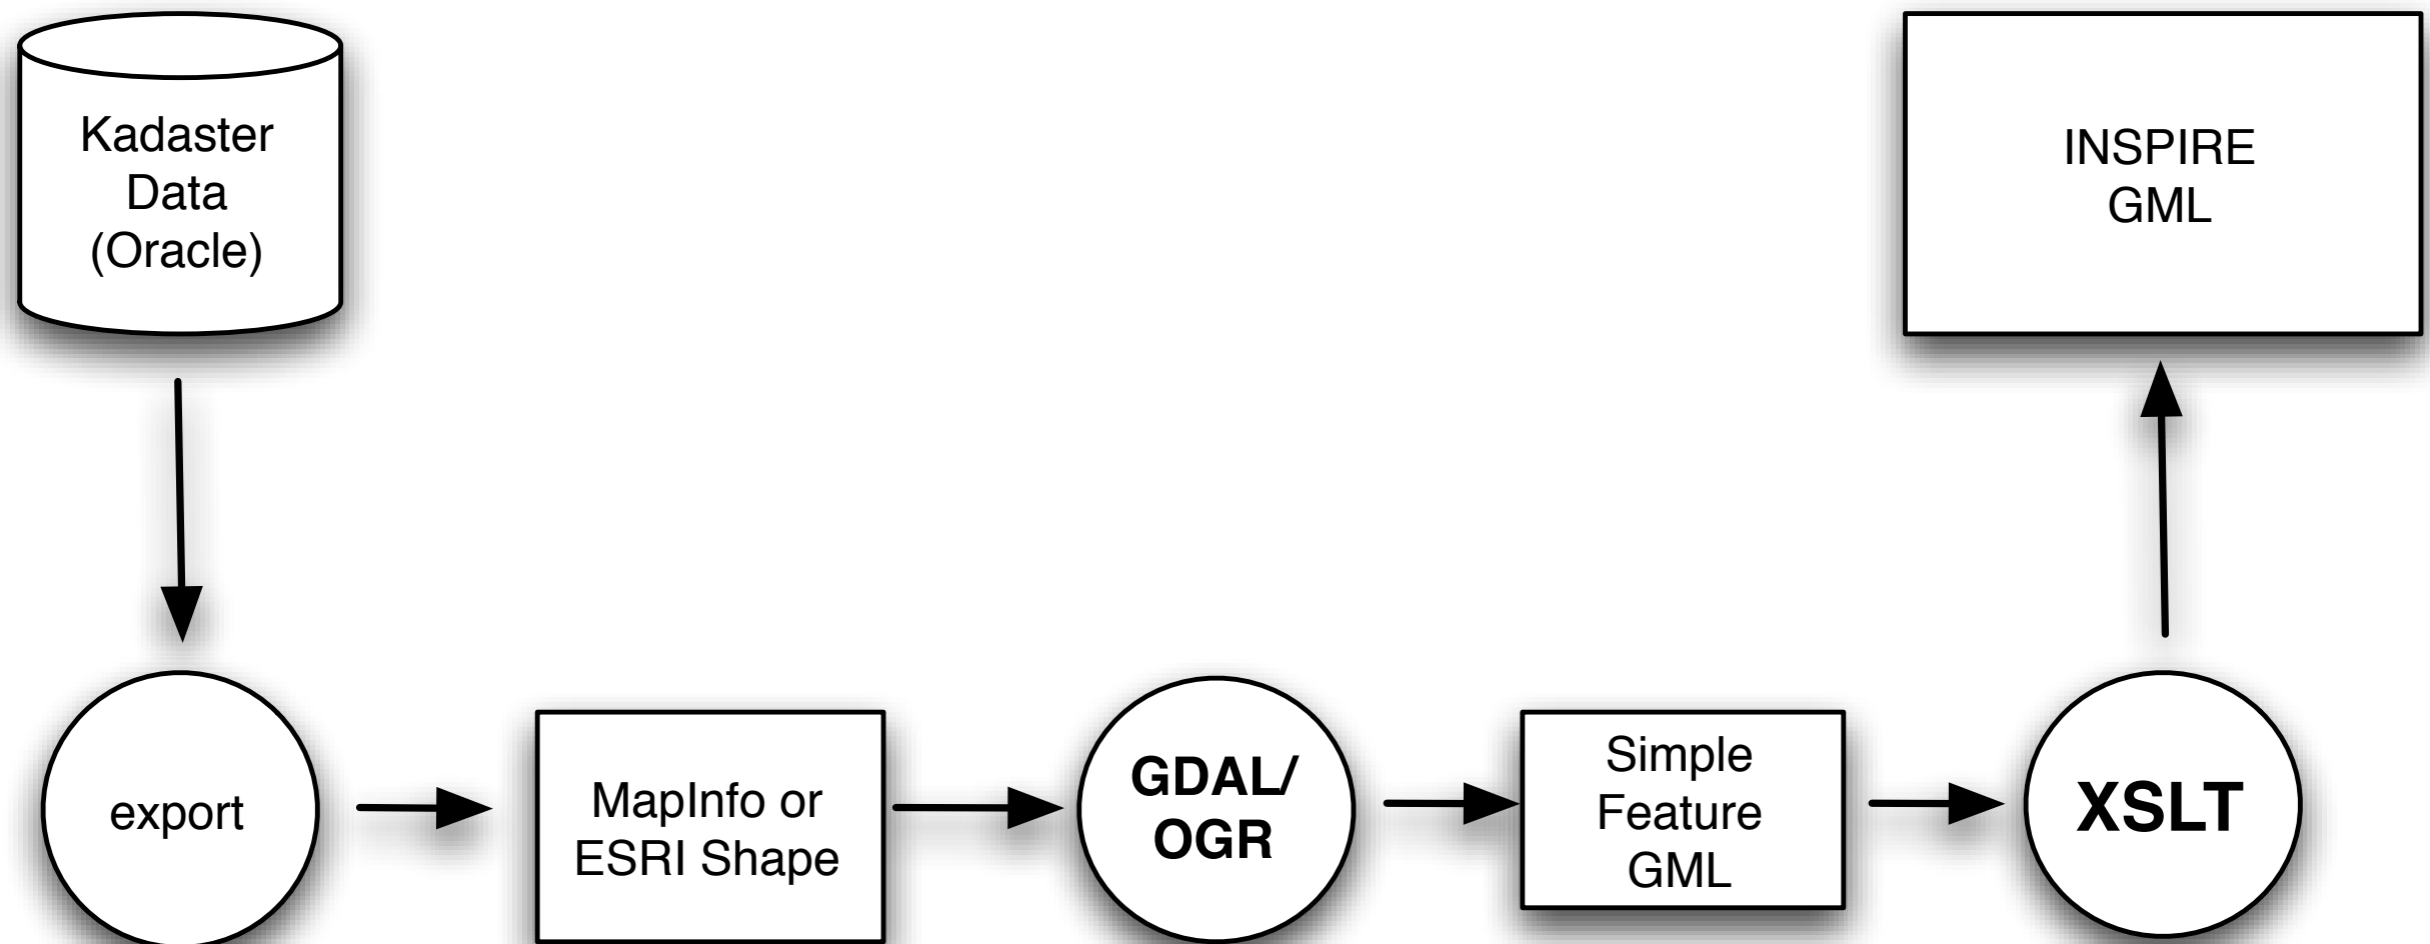 Kadaster
Data
(Oracle)
INSPIRE
GML
export
MapInfo or
ESRI Shape
GDAL/
OGR
Simple
Feature
GML
XSLT